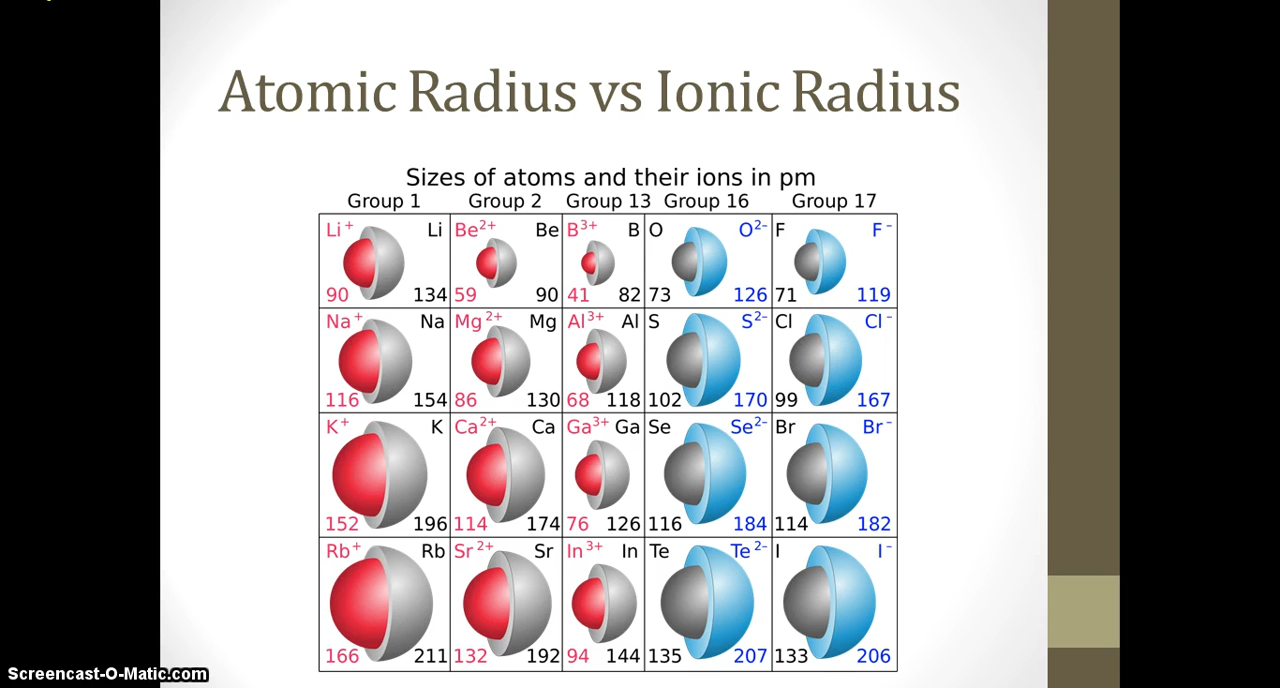 Atomic Radius vs Ionic Radius
Sizes of atoms and their ions in pm
Group 1 Group 2 Group 13 Group 16 Group 17
Li⁺ Li Be²⁺ Be B³⁺ B O O²⁻ F F⁻
90 134 59 90 41 82 73 126 71 119
Na⁺ Na Mg²⁺ Mg Al³⁺ Al S S²⁻ Cl Cl⁻
116 154 86 130 68 118 102 170 99 167
K⁺ K Ca²⁺ Ca Ga³⁺ Ga Se Se²⁻ Br Br⁻
152 196 114 174 76 126 116 184 114 182
Rb⁺ Rb Sr²⁺ Sr In³⁺ In Te Te²⁻ I I⁻
166 211 132 192 94 144 135 207 133 206
Screencast-O-Matic.com